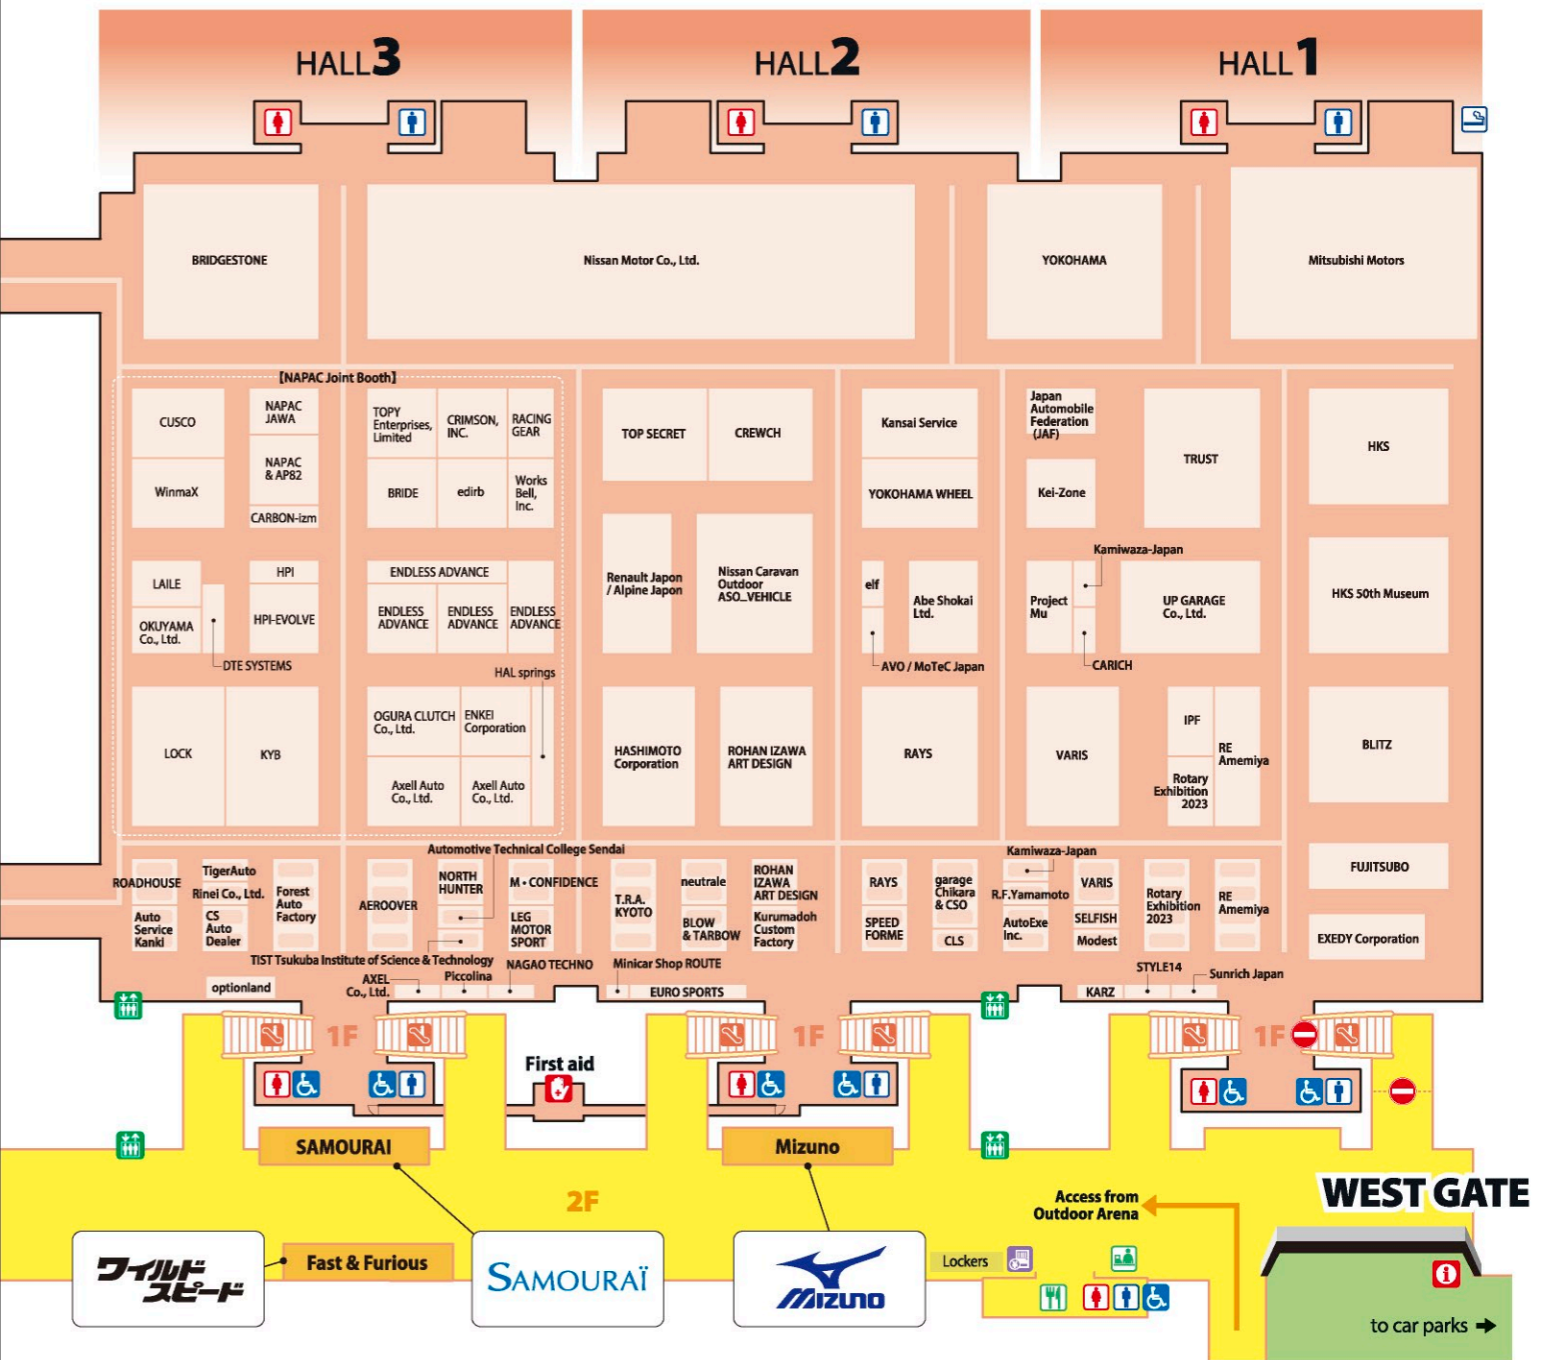 HALL3
HALL2
HALL1
BRIDGESTONE
Nissan Motor Co., Ltd.
YOKOHAMA
Mitsubishi Motors
【NAPAC Joint Booth】
CUSCO
NAPAC
JAWA
TOPY
Enterprises,
Limited
CRIMSON,
INC.
RACING
GEAR
WinmaX
NAPAC
& AP82
CARBON-izm
BRIDE
edirb
Works
Bell,
Inc.
TOP SECRET
CREWCH
Kansai Service
YOKOHAMA WHEEL
Japan
Automobile
Federation
(JAF)
Kei-Zone
TRUST
HKS
LAILE
OKUYAMA
Co., Ltd.
DTE SYSTEMS
HPI
HPI-EVOLVE
ENDLESS ADVANCE
ENDLESS
ADVANCE
ENDLESS
ADVANCE
ENDLESS
ADVANCE
HAL springs
Renault Japon
/ Alpine Japon
Nissan Caravan
Outdoor
ASO_VEHICLE
elf
Abe Shokai
Ltd.
AVO / MoTeC Japan
Kamiwaza-Japan
Project
Mu
CARICH
UP GARAGE
Co., Ltd.
HKS 50th Museum
LOCK
KYB
OGURA CLUTCH
Co., Ltd.
ENKEI
Corporation
Axell Auto
Co., Ltd.
Axell Auto
Co., Ltd.
HASHIMOTO
Corporation
ROHAN IZAWA
ART DESIGN
RAYS
VARIS
IPF
Rotary
Exhibition
2023
RE
Amemiya
BLITZ
Automotive Technical College Sendai
ROADHOUSE
TigerAuto
Rinei Co., Ltd.
Auto
Service
Kanki
CS
Auto
Dealer
Forest
Auto
Factory
AEROOVER
NORTH
HUNTER
M・CONFIDENCE
LEG
MOTOR
SPORT
TIST Tsukuba Institute of Science & Technology
T.R.A.
KYOTO
neutrale
BLOW
& TARBOW
ROHAN
IZAWA
ART DESIGN
Kurumadoh
Custom
Factory
RAYS
SPEED
FORME
garage
Chikara
& CSO
CLS
Kamiwaza-Japan
R.F.Yamamoto
AutoExe
Inc.
VARIS
SELFISH
Modest
Rotary
Exhibition
2023
RE
Amemiya
FUJITSUBO
EXEDY Corporation
optionland
AXEL
Co., Ltd.
Piccolina
NAGAO TECHNO
Minicar Shop ROUTE
EURO SPORTS
KARZ
STYLE14
Sunrich Japan
1F
1F
1F
First aid
SAMOURAI
Mizuno
2F
Access from
Outdoor Arena
WEST GATE
ワイルド
スピード
Fast & Furious
SAMOURAÏ
MIZUNO
Lockers
to car parks